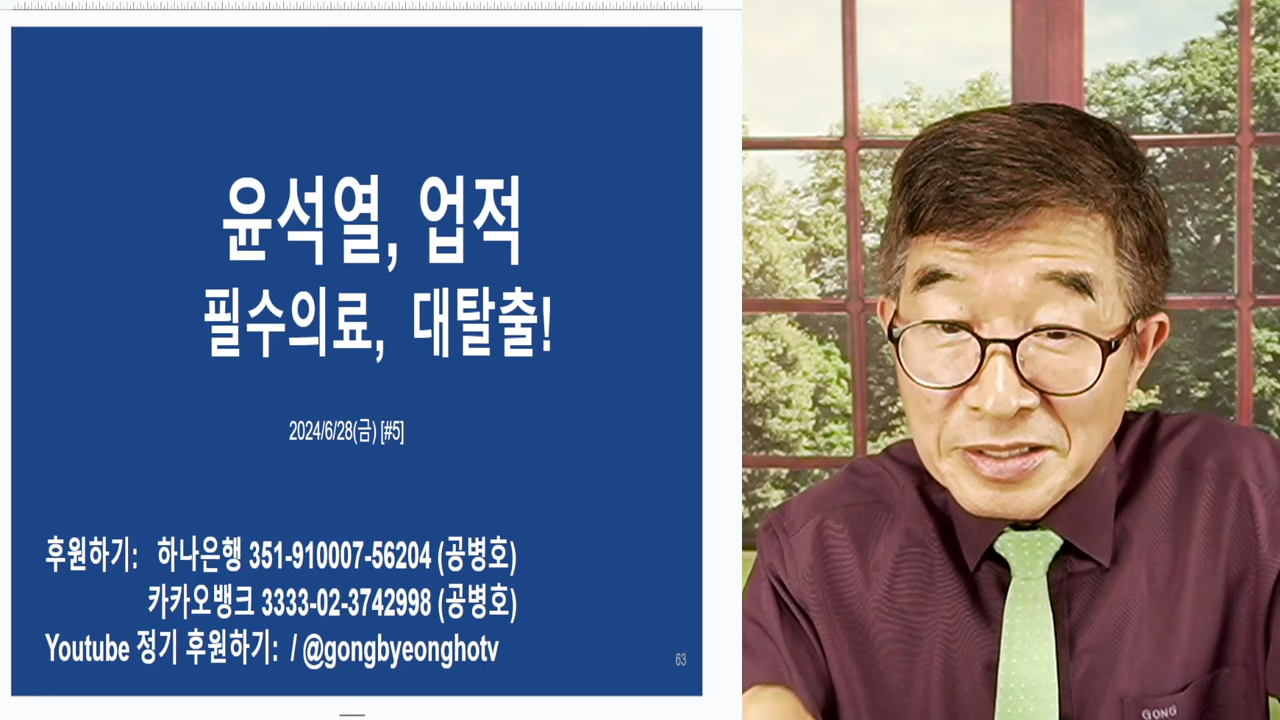 윤석열, 업적
필수의료, 대탈출!
2024/6/28(금) [#5]
후원하기: 하나은행 351-910007-56204 (공병호)
카카오뱅크 3333-02-3742998 (공병호)
Youtube 정기 후원하기: / @gongbyeonghotv
63
GONG